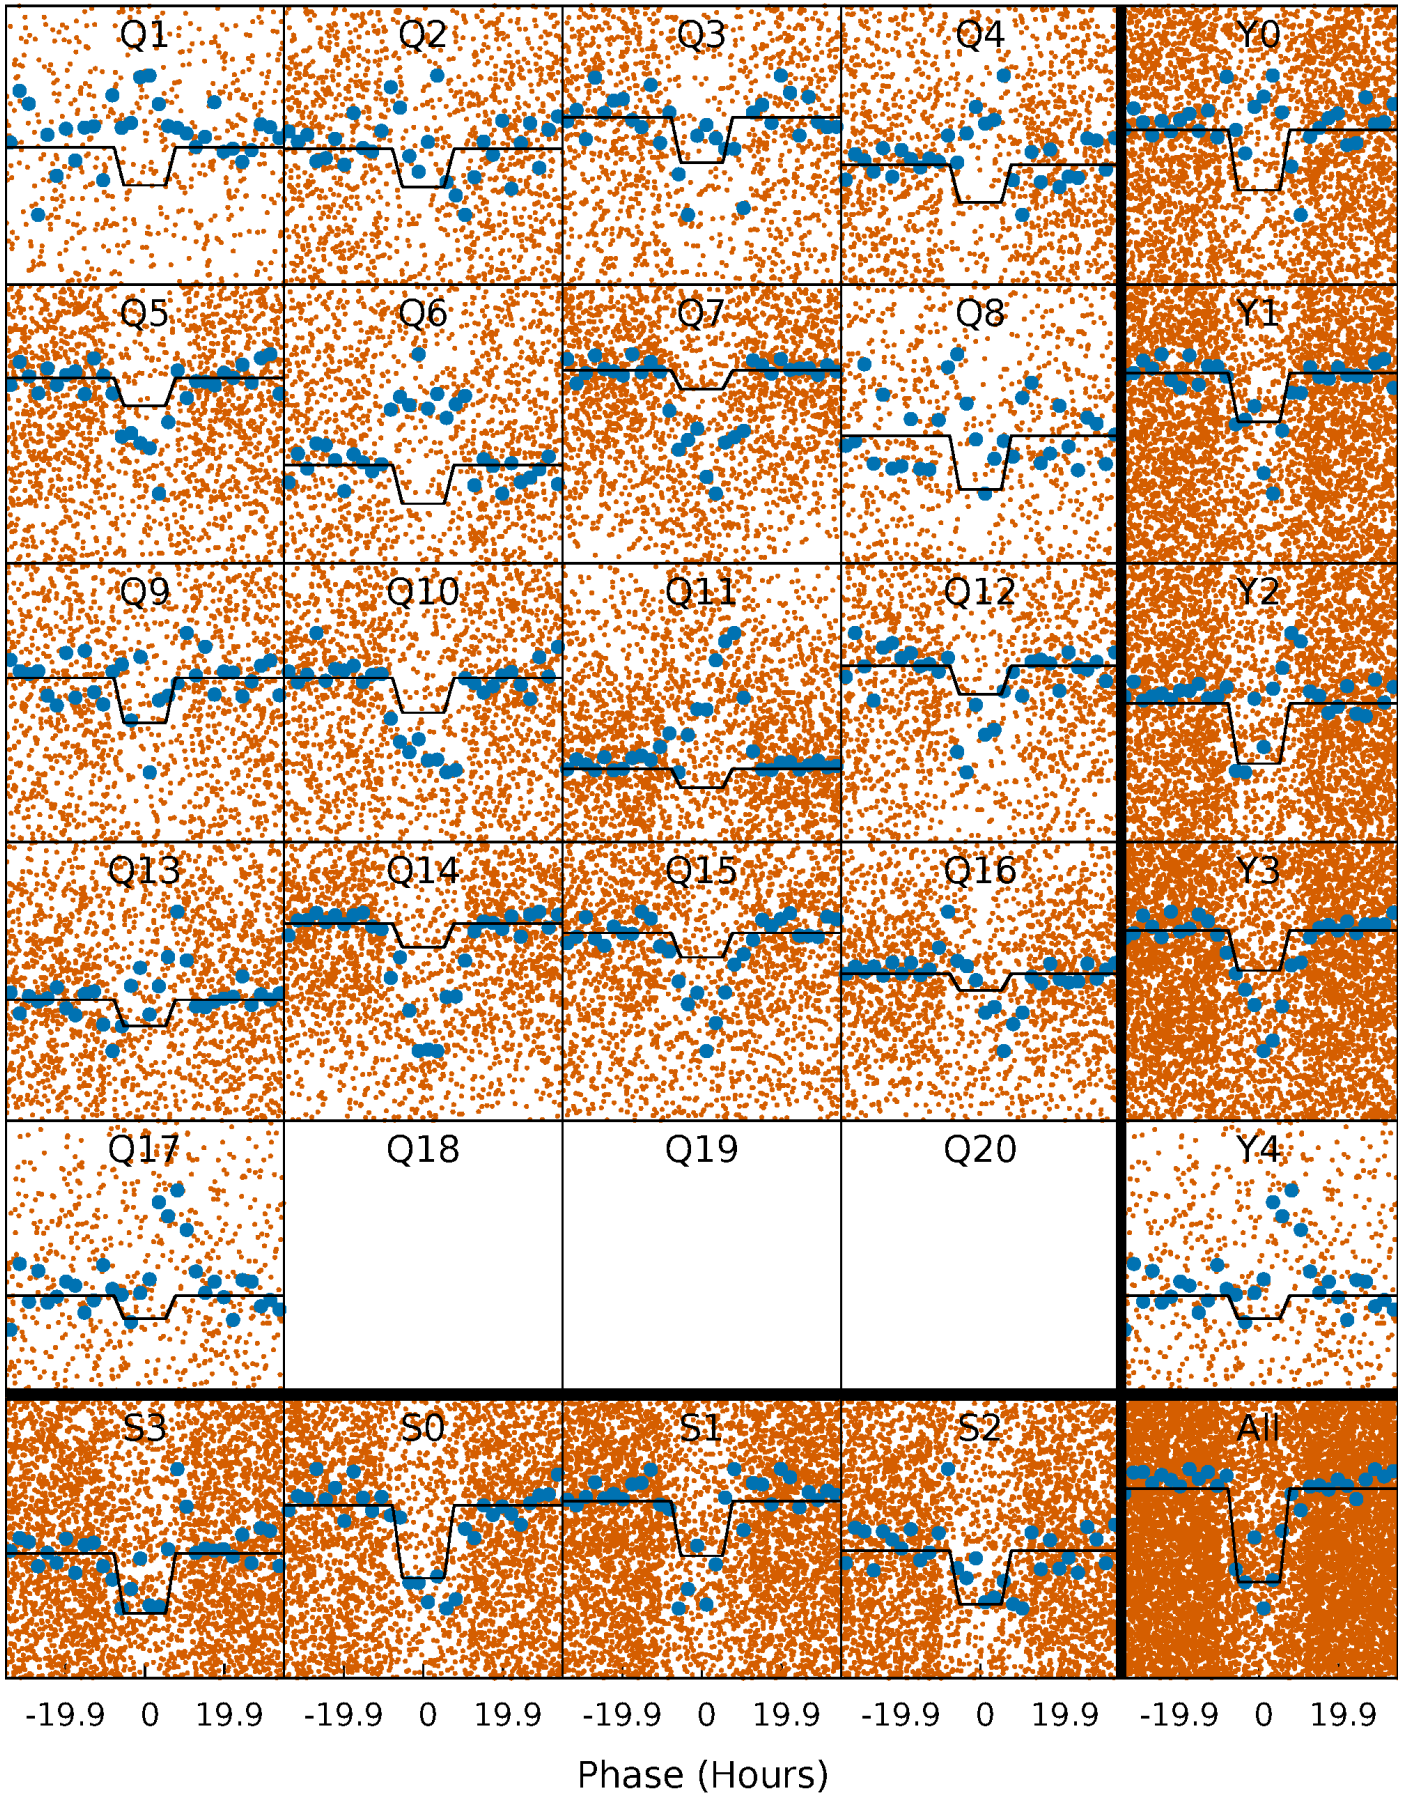 Q1 Q2 Q3 Q4 Y0
Q5 Q6 Q7 Q8 Y1
Q9 Q10 Q11 Q12 Y2
Q13 Q14 Q15 Q16 Y3
Q17 Q18 Q19 Q20 Y4
S3 S0 S1 S2 All
-19.9 0 19.9 -19.9 0 19.9 -19.9 0 19.9 -19.9 0 19.9 -19.9 0 19.9
Phase (Hours)